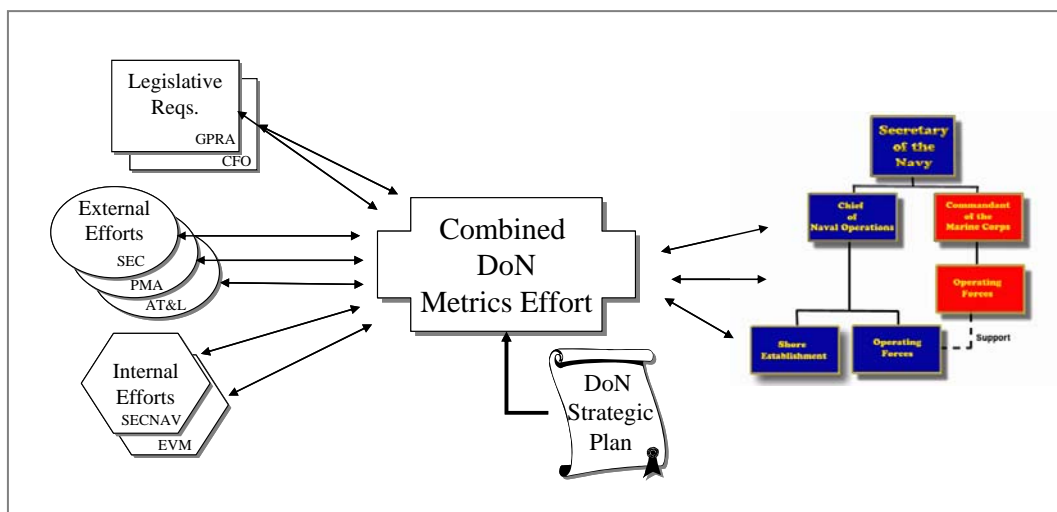 Legislative
Reqs.
GPRA
CFO
External
Efforts
SEC
PMA
AT&L
Internal
Efforts
SECNAV
EVM
Combined
DoN
Metrics Effort
DoN
Strategic
Plan
Secretary
of the
Navy
Chief
of
Naval Operations
Commandant
of the
Marine Corps
Operating
Forces
Support
Shore
Establishment
Operating
Forces